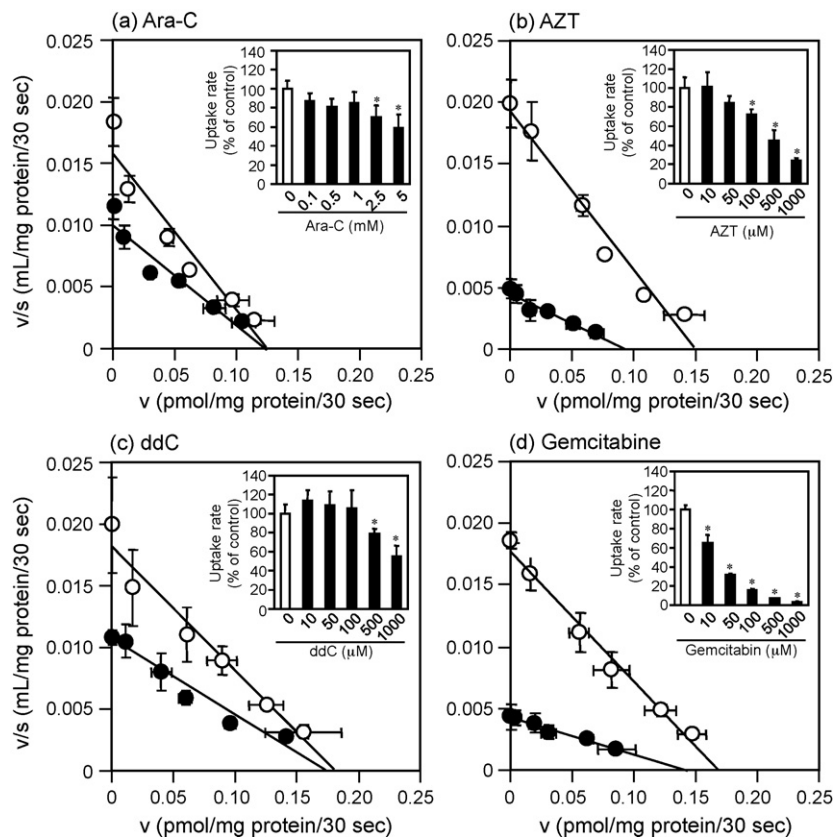 (a) Ara-C
v/s (mL/mg protein/30 sec)
0.025
0.020
0.015
0.010
0.005
0
0 0.05 0.10 0.15 0.20 0.25
v (pmol/mg protein/30 sec)
Uptake rate
(% of control)
140
120
100
80
60
40
20
0
* *
0 0.1 0.5 1 2.5 5
Ara-C (mM)
(b) AZT
0.025
0.020
0.015
0.010
0.005
0
0 0.05 0.10 0.15 0.20 0.25
v (pmol/mg protein/30 sec)
Uptake rate
(% of control)
140
120
100
80
60
40
20
0
* * *
0 10 50 100 500 1000
AZT (μM)
(c) ddC
v/s (mL/mg protein/30 sec)
0.025
0.020
0.015
0.010
0.005
0
0 0.05 0.10 0.15 0.20 0.25
v (pmol/mg protein/30 sec)
Uptake rate
(% of control)
140
120
100
80
60
40
20
0
* *
0 10 50 100 500 1000
ddC (μM)
(d) Gemcitabine
0.025
0.020
0.015
0.010
0.005
0
0 0.05 0.10 0.15 0.20 0.25
v (pmol/mg protein/30 sec)
Uptake rate
(% of control)
140
120
100
80
60
40
20
0
* * * * *
0 10 50 100 500 1000
Gemcitabin (μM)